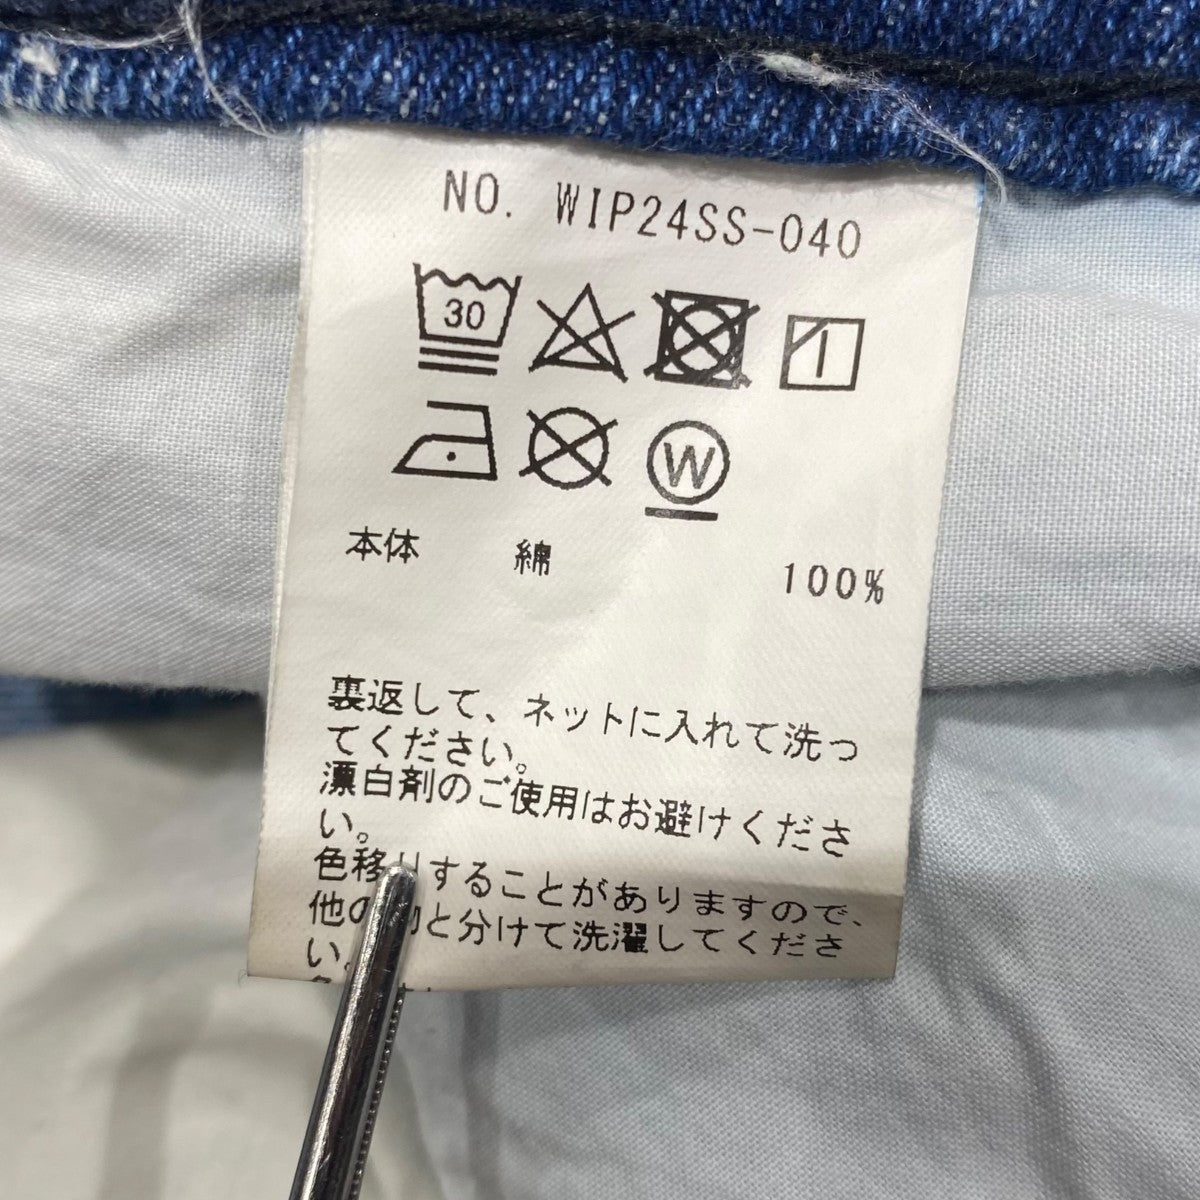 NO. WIP24SS-040
30
W
本体 綿 100%
裏返して、ネットに入れて洗っ
てください。
漂白剤のご使用はお避けくださ
い。
色移りすることがありますので、
他の物と分けて洗濯してくださ
い。